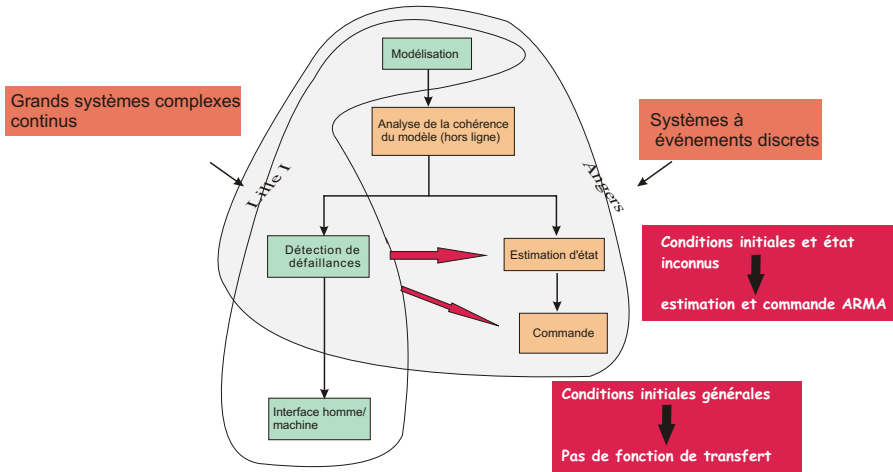 Modélisation
Grands systèmes complexes
continus
Analyse de la cohérence
du modèle (hors ligne)
Systèmes à
événements discrets
Lille I
Angers
Détection de
défaillances
Estimation d'état
Conditions initiales et état
inconnus
estimation et commande ARMA
Commande
Interface homme/
machine
Conditions initiales générales
Pas de fonction de transfert